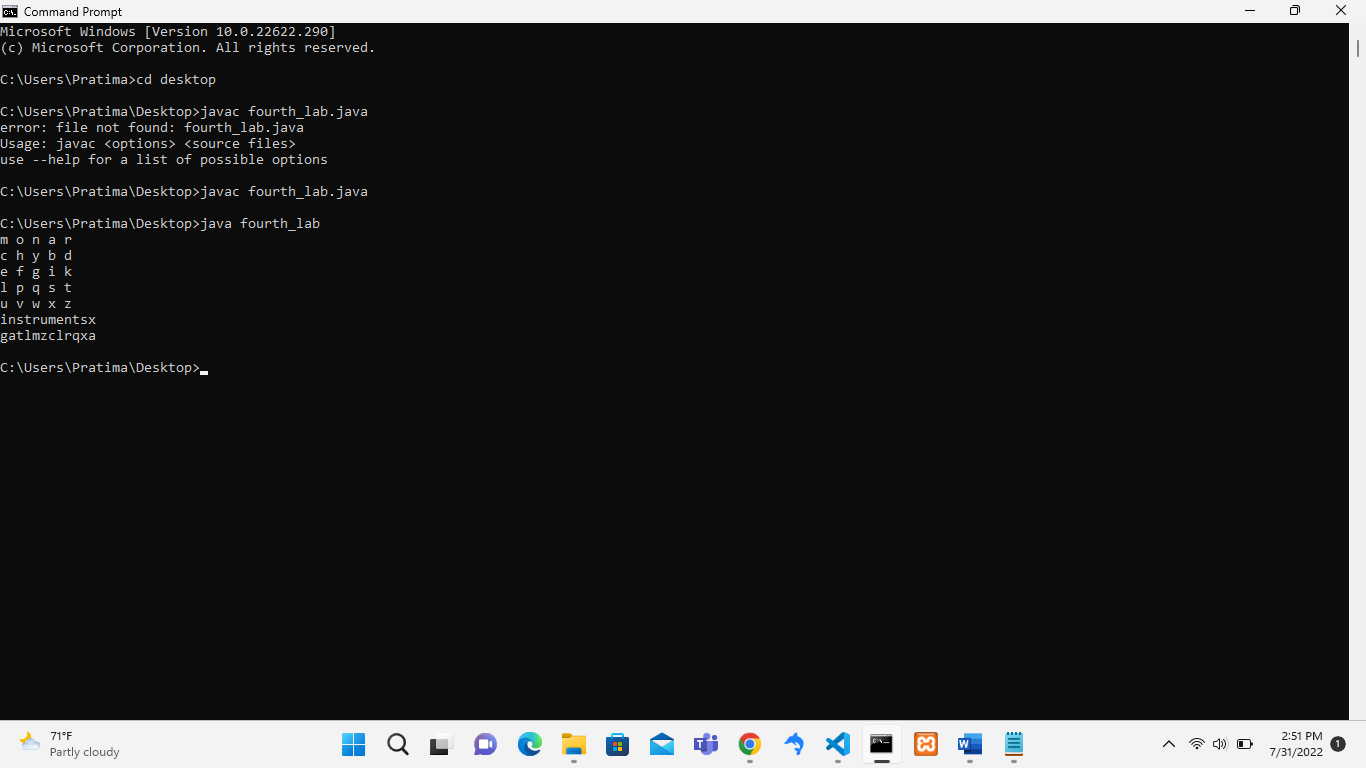 Command Prompt
Microsoft Windows [Version 10.0.22622.290]
(c) Microsoft Corporation. All rights reserved.
C:\Users\Pratima>cd desktop
C:\Users\Pratima\Desktop>javac fourth_lab.java
error: file not found: fourth_lab.java
Usage: javac <options> <source files>
use --help for a list of possible options
C:\Users\Pratima\Desktop>javac fourth_lab.java
C:\Users\Pratima\Desktop>java fourth_lab
m o n a r
c h y b d
e f g i k
l p q s t
u v w x z
instrumentsx
gatlmzclrqxa
C:\Users\Pratima\Desktop>
71°F
Partly cloudy
2:51 PM
7/31/2022
1